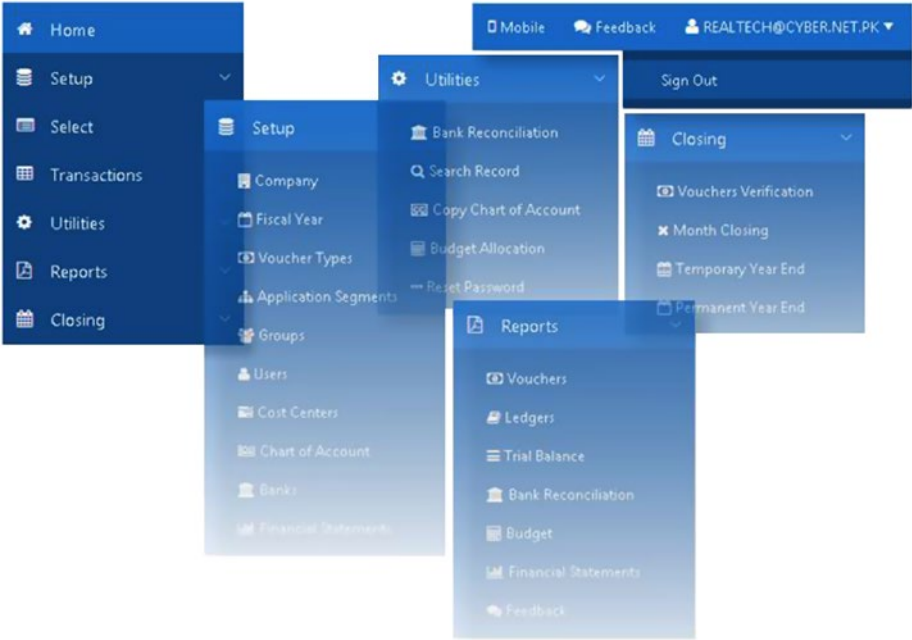 Home
Setup
Select
Transactions
Utilities
Reports
Closing
Setup
Company
Fiscal Year
Voucher Types
Application Segments
Groups
Users
Cost Centers
Chart of Account
Banks
Financial Statements
Utilities
Bank Reconciliation
Search Record
Copy Chart of Account
Budget Allocation
Reset Password
Mobile Feedback REALTECH@CYBER.NET.PK
Sign Out
Closing
Vouchers Verification
Month Closing
Temporary Year End
Permanent Year End
Reports
Vouchers
Ledgers
Trial Balance
Bank Reconciliation
Budget
Financial Statements
Feedback